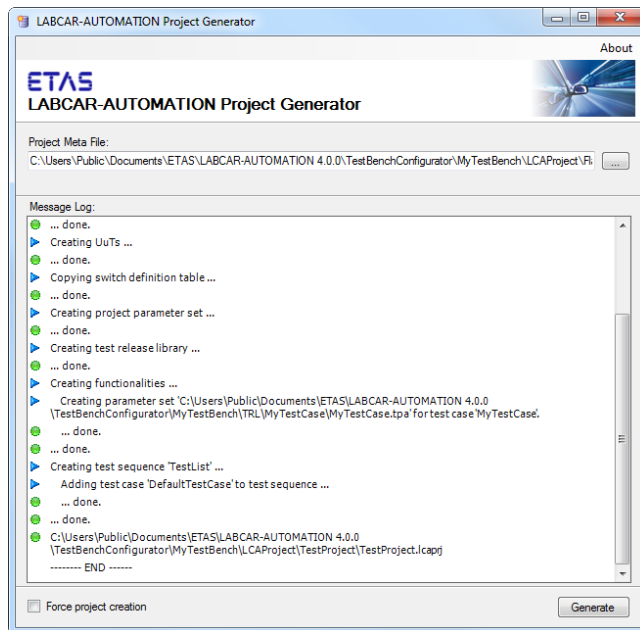 LABCAR-AUTOMATION Project Generator
About
ETAS
LABCAR-AUTOMATION Project Generator
Project Meta File:
C:\Users\Public\Documents\ETAS\LABCAR-AUTOMATION 4.0.0\TestBenchConfigurator\MyTestBench\LCAProject\Fl
...
Message Log:
... done.
Creating UuTs ...
... done.
Copying switch definition table ...
... done.
Creating project parameter set ...
... done.
Creating test release library ...
... done.
Creating functionalities ...
Creating parameter set 'C:\Users\Public\Documents\ETAS\LABCAR-AUTOMATION 4.0.0
\TestBenchConfigurator\MyTestBench\TRL\MyTestCase\MyTestCase.tpa' for test case 'MyTestCase'.
... done.
... done.
Creating test sequence 'TestList' ...
Adding test case 'DefaultTestCase' to test sequence ...
... done.
... done.
C:\Users\Public\Documents\ETAS\LABCAR-AUTOMATION 4.0.0
\TestBenchConfigurator\MyTestBench\LCAProject\TestProject\TestProject.lcaprj
-------- END ------
Force project creation
Generate